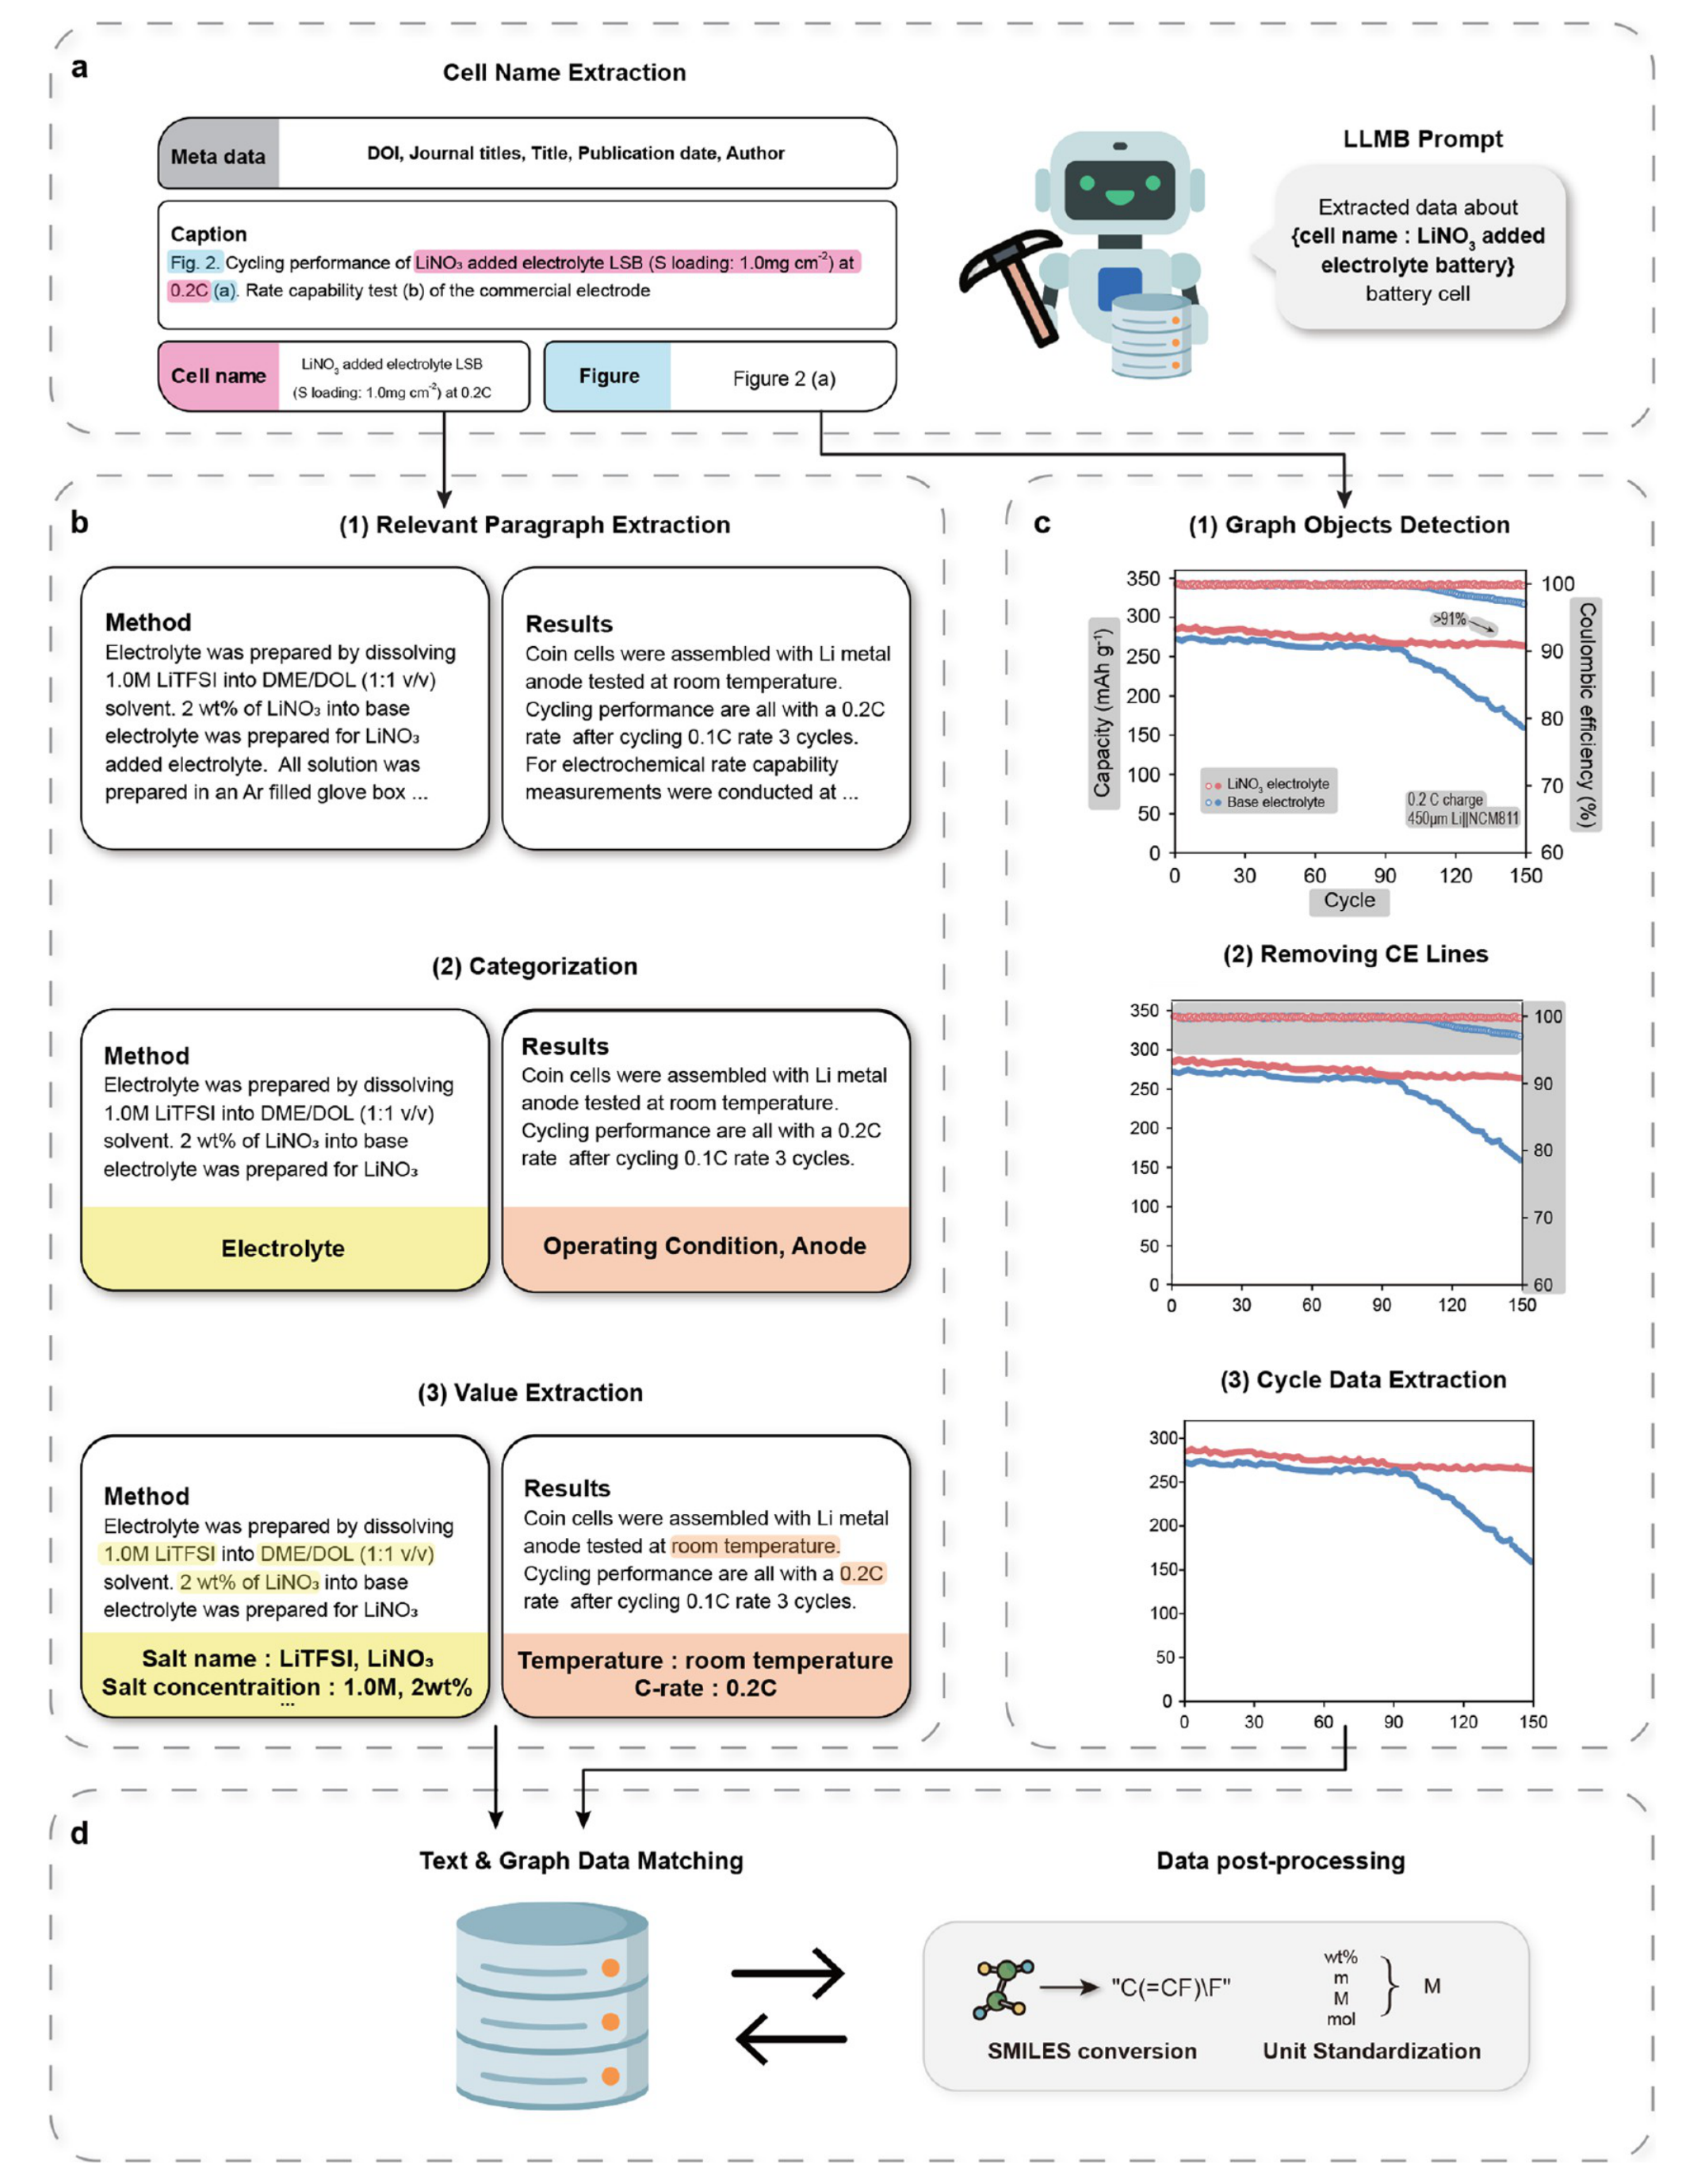 a
Cell Name Extraction
Meta data
DOI, Journal titles, Title, Publication date, Author
Caption
Fig. 2. Cycling performance of LiNO₃ added electrolyte LSB (S loading: 1.0mg cm⁻²) at
0.2C (a). Rate capability test (b) of the commercial electrode
Cell name
LiNO₃ added electrolyte LSB
(S loading: 1.0mg cm⁻²) at 0.2C
Figure
Figure 2 (a)
LLMB Prompt
Extracted data about
{cell name : LiNO₃ added
electrolyte battery}
battery cell
b
(1) Relevant Paragraph Extraction
Method
Electrolyte was prepared by dissolving
1.0M LiTFSI into DME/DOL (1:1 v/v)
solvent. 2 wt% of LiNO₃ into base
electrolyte was prepared for LiNO₃
added electrolyte. All solution was
prepared in an Ar filled glove box ...
Results
Coin cells were assembled with Li metal
anode tested at room temperature.
Cycling performance are all with a 0.2C
rate after cycling 0.1C rate 3 cycles.
For electrochemical rate capability
measurements were conducted at ...
(2) Categorization
Method
Electrolyte was prepared by dissolving
1.0M LiTFSI into DME/DOL (1:1 v/v)
solvent. 2 wt% of LiNO₃ into base
electrolyte was prepared for LiNO₃
Electrolyte
Results
Coin cells were assembled with Li metal
anode tested at room temperature.
Cycling performance are all with a 0.2C
rate after cycling 0.1C rate 3 cycles.
Operating Condition, Anode
(3) Value Extraction
Method
Electrolyte was prepared by dissolving
1.0M LiTFSI into DME/DOL (1:1 v/v)
solvent. 2 wt% of LiNO₃ into base
electrolyte was prepared for LiNO₃
Salt name : LiTFSI, LiNO₃
Salt concentraition : 1.0M, 2wt%
...
Results
Coin cells were assembled with Li metal
anode tested at room temperature.
Cycling performance are all with a 0.2C
rate after cycling 0.1C rate 3 cycles.
Temperature : room temperature
C-rate : 0.2C
c
(1) Graph Objects Detection
Capacity (mAh g⁻¹)
350
300
250
200
150
100
50
0
100
90
80
70
60
Coulombic efficiency (%)
>91%
LiNO₃ electrolyte
Base electrolyte
0.2 C charge
450μm Li||NCM811
0 30 60 90 120 150
Cycle
(2) Removing CE Lines
350
300
250
200
150
100
50
0
100
90
80
70
60
0 30 60 90 120 150
(3) Cycle Data Extraction
300
250
200
150
100
50
0
0 30 60 90 120 150
d
Text & Graph Data Matching
Data post-processing
"C(=CF)\F"
SMILES conversion
wt%
m
M
mol
} M
Unit Standardization